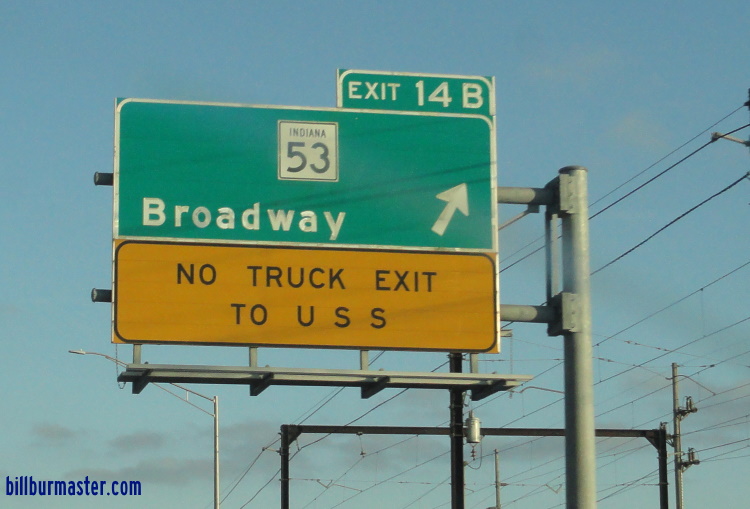 EXIT 14 B
INDIANA
53
Broadway
NO TRUCK EXIT
TO U S S
billburmaster.com